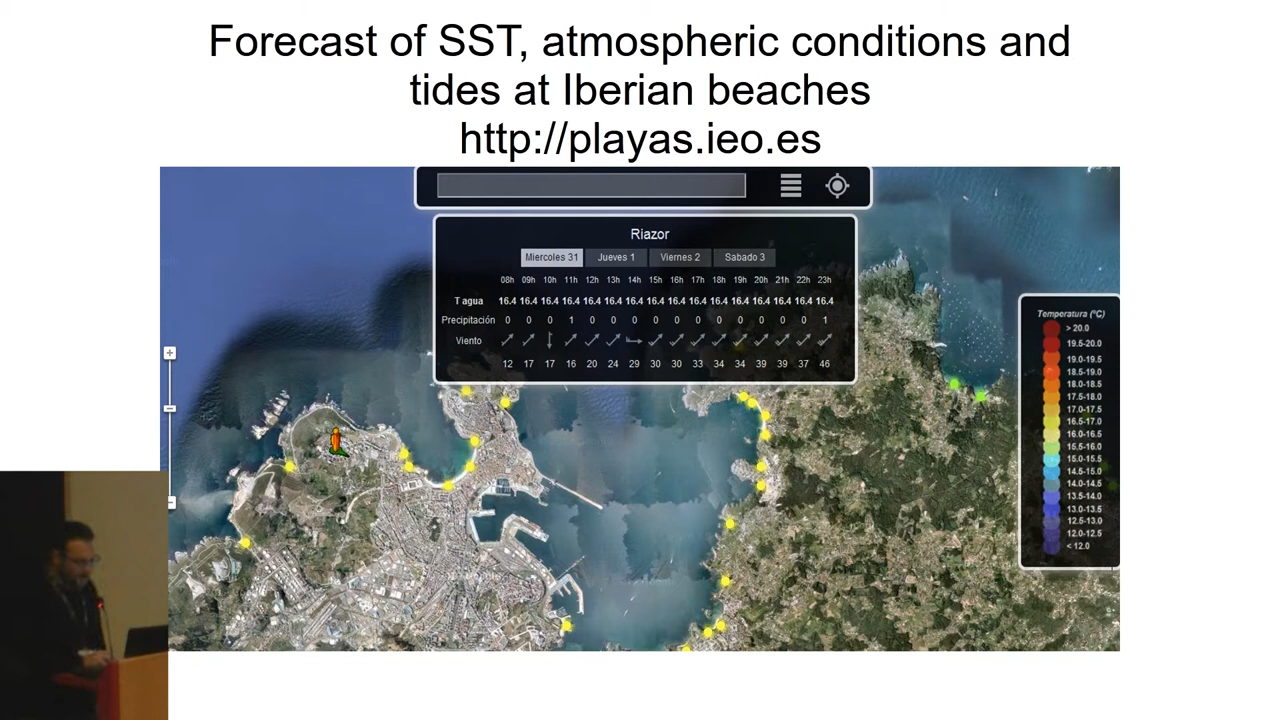 Forecast of SST, atmospheric conditions and
tides at Iberian beaches
http://playas.ieo.es
Riazor
Miercoles 31 Jueves 1 Viernes 2 Sabado 3
08h 09h 10h 11h 12h 13h 14h 15h 16h 17h 18h 19h 20h 21h 22h 23h
T agua 16.4 16.4 16.4 16.4 16.4 16.4 16.4 16.4 16.4 16.4 16.4 16.4 16.4 16.4 16.4 16.4
Precipitación 0 0 0 1 0 0 0 0 0 0 0 0 0 0 0 1
Viento
12 17 17 16 20 24 29 30 30 33 34 34 39 39 37 46
Temperatura (°C)
> 20.0
19.5-20.0
19.0-19.5
18.5-19.0
18.0-18.5
17.5-18.0
17.0-17.5
16.5-17.0
16.0-16.5
15.5-16.0
15.0-15.5
14.5-15.0
14.0-14.5
13.5-14.0
13.0-13.5
12.5-13.0
12.0-12.5
< 12.0